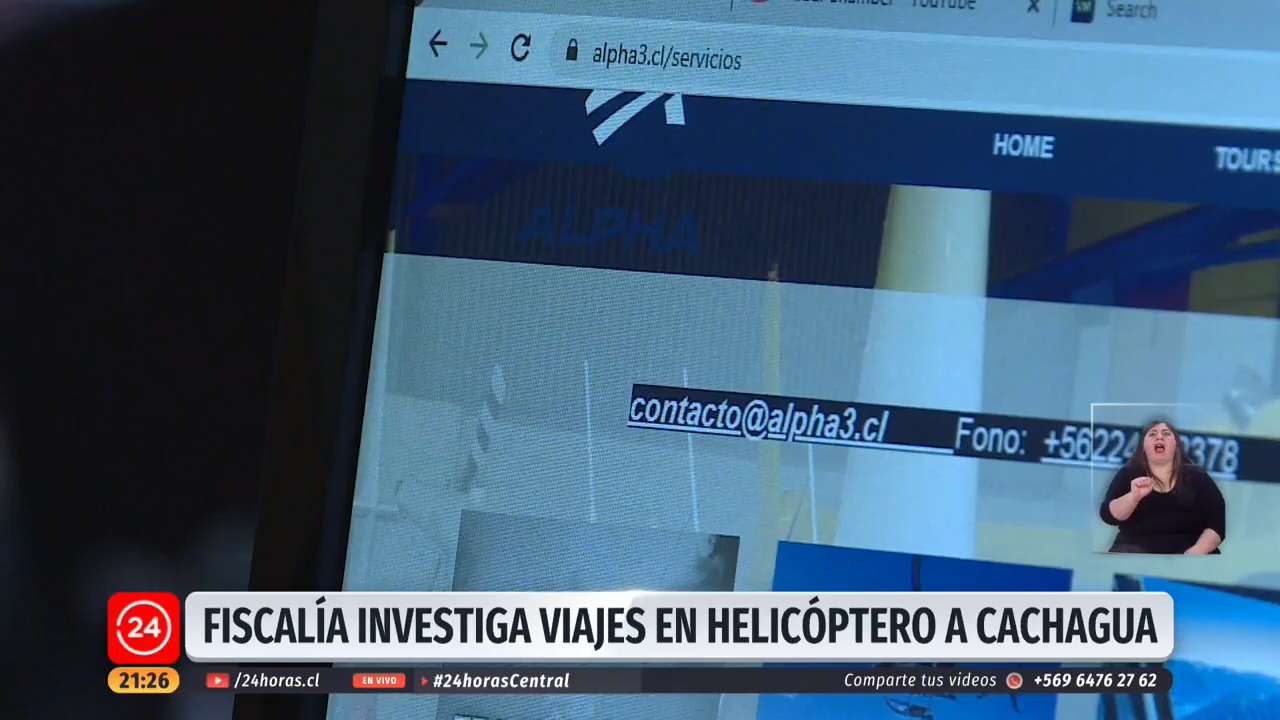 YouTube
Search
alpha3.cl/servicios
HOME
TOURS
ALPHA
contacto@alpha3.cl Fono:
FISCALÍA INVESTIGA VIAJES EN HELICÓPTERO A CACHAGUA
24
21:26 /24horas.cl EN VIVO #24horasCentral Comparte tus videos +569 6476 27 62